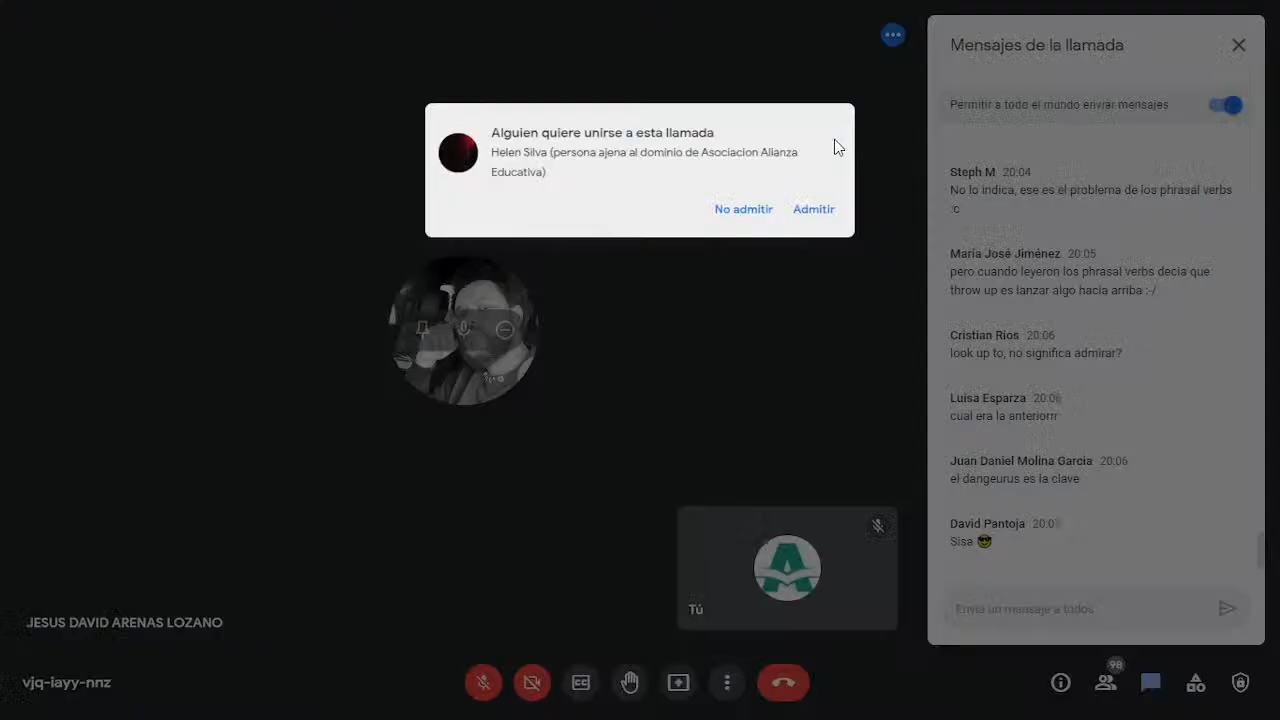 Mensajes de la llamada
Permitir a todo el mundo enviar mensajes
Alguien quiere unirse a esta llamada
Helen Silva (persona ajena al dominio de Asociacion Alianza
Educativa)
No admitir Admitir
Steph M 20:04
No lo indica, ese es el problema de los phrasal verbs
:c
María José Jiménez 20:05
pero cuando leyeron los phrasal verbs decia que
throw up es lanzar algo hacia arriba :-/
Cristian Ríos 20:06
look up to, no significa admirar?
Luisa Esparza 20:06
cual era la anteriorrr
Juan Daniel Molina Garcia 20:06
el dangeurus es la clave
David Pantoja
Sisa 😎
Envía un mensaje a todos
Tú
JESUS DAVID ARENAS LOZANO
vjq-iayy-nnz
CC
98